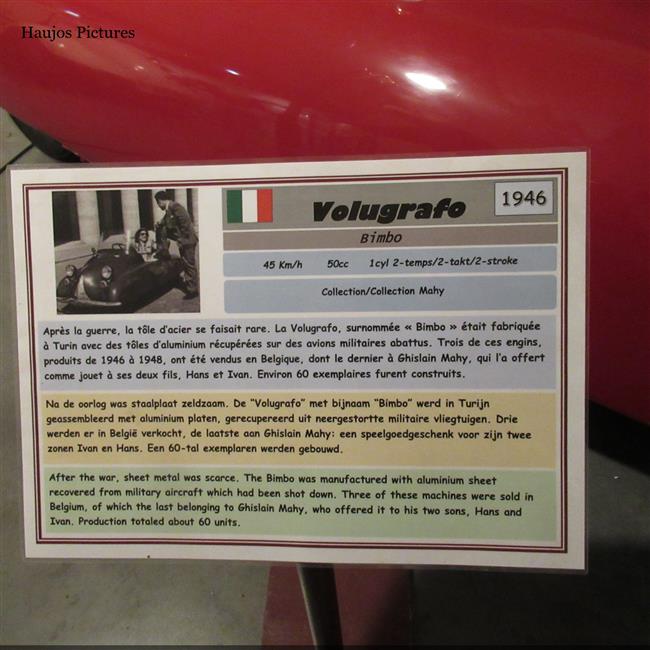 Haujos Pictures
Volugrafo
1946
Bimbo
45 Km/h 50cc 1cyl 2-temps/2-takt/2-stroke
Collection/Collection Mahy
Après la guerre, la tôle d'acier se faisait rare. La Volugrafo, surnommée « Bimbo » était fabriquée
à Turin avec des tôles d'aluminium récupérées sur des avions militaires abattus. Trois de ces engins,
produits de 1946 à 1948, ont été vendus en Belgique, dont le dernier à Ghislain Mahy, qui l'a offert
comme jouet à ses deux fils, Hans et Ivan. Environ 60 exemplaires furent construits.
Na de oorlog was staalplaat zeldzaam. De "Volugrafo" met bijnaam "Bimbo" werd in Turijn
geassembleerd met aluminium platen, gerecupereerd uit neergestortte militaire vliegtuigen. Drie
werden er in België verkocht, de laatste aan Ghislain Mahy: een speelgoedgeschenk voor zijn twee
zonen Ivan en Hans. Een 60-tal exemplaren werden gebouwd.
After the war, sheet metal was scarce. The Bimbo was manufactured with aluminium sheet
recovered from military aircraft which had been shot down. Three of these machines were sold in
Belgium, of which the last belonging to Ghislain Mahy, who offered it to his two sons, Hans and
Ivan. Production totaled about 60 units.